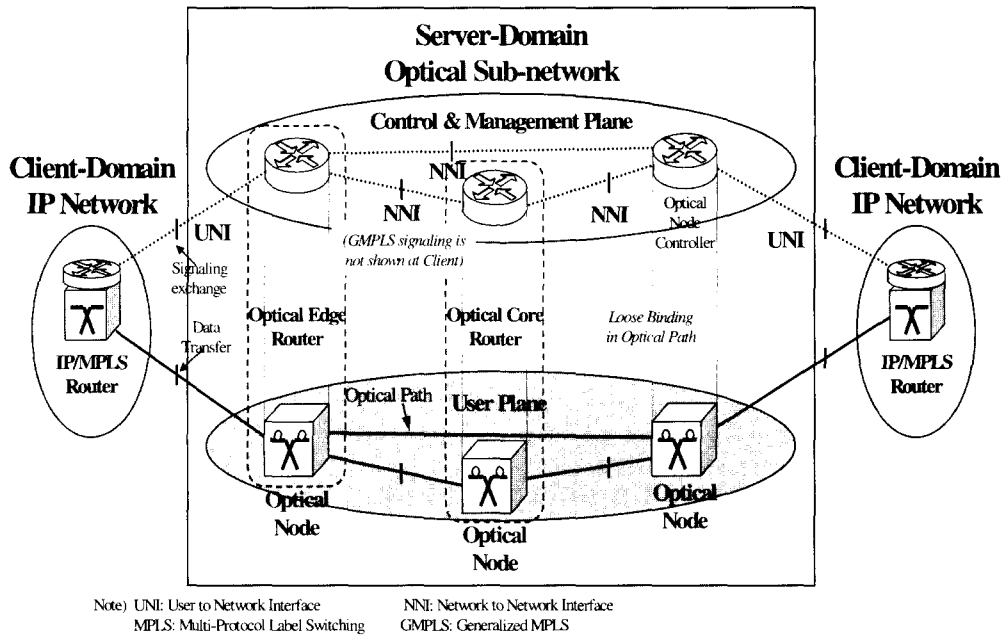 Server-Domain
Optical Sub-network
Control & Management Plane
Client-Domain
IP Network
Client-Domain
IP Network
NNI
NNI
NNI
Optical
Node
Controller
UNI
UNI
(GMPLS signaling is
not shown at Client)
Signaling
exchange
Optical Edge
Router
Optical Core
Router
Loose Binding
in Optical Path
Data
Transfer
IP/MPLS
Router
IP/MPLS
Router
Optical Path
User Plane
Optical
Node
Optical
Node
Optical
Node
Note) UNI: User to Network Interface NNI: Network to Network Interface
MPLS: Multi-Protocol Label Switching GMPLS: Generalized MPLS